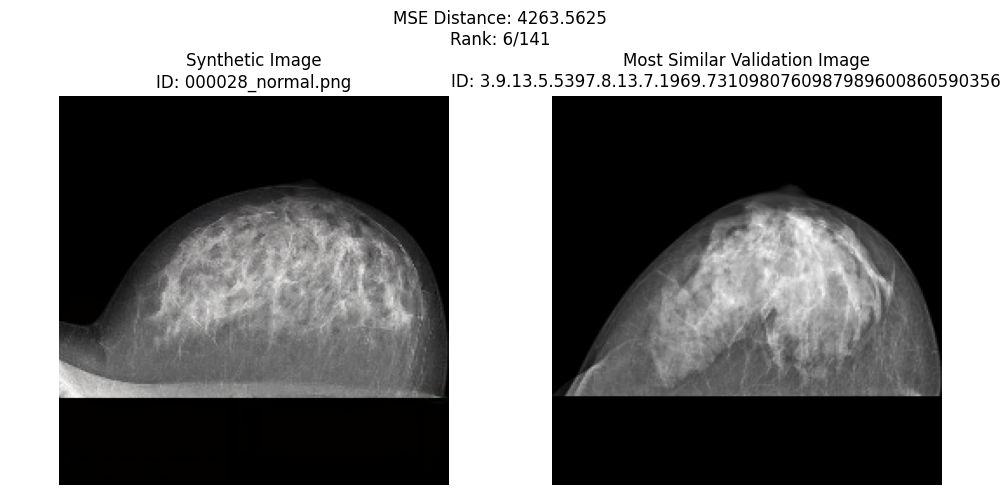 MSE Distance: 4263.5625
Rank: 6/141
Synthetic Image
ID: 000028_normal.png
Most Similar Validation Image
ID: 3.9.13.5.5397.8.13.7.1969.7310980760987989600860590356